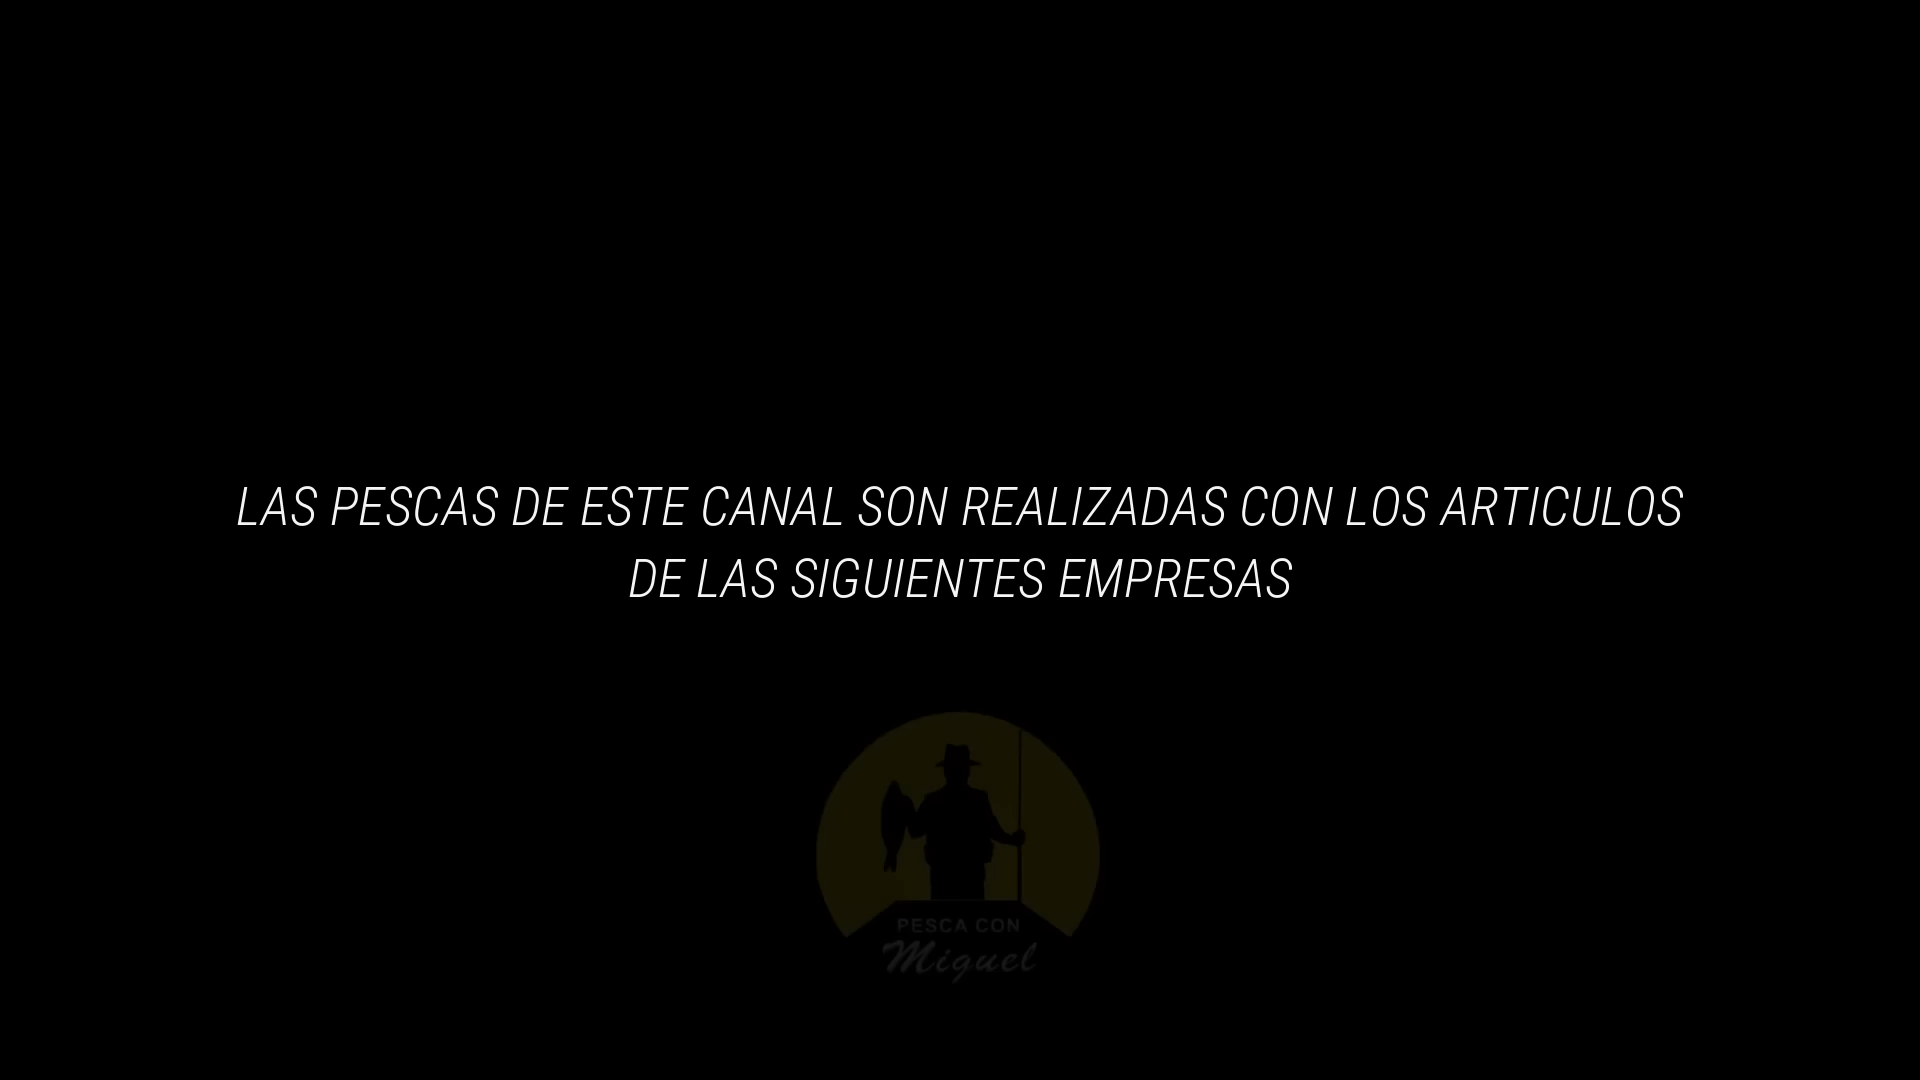 LAS PESCAS DE ESTE CANAL SON REALIZADAS CON LOS ARTICULOS
DE LAS SIGUIENTES EMPRESAS
PESCA CON
Miguel